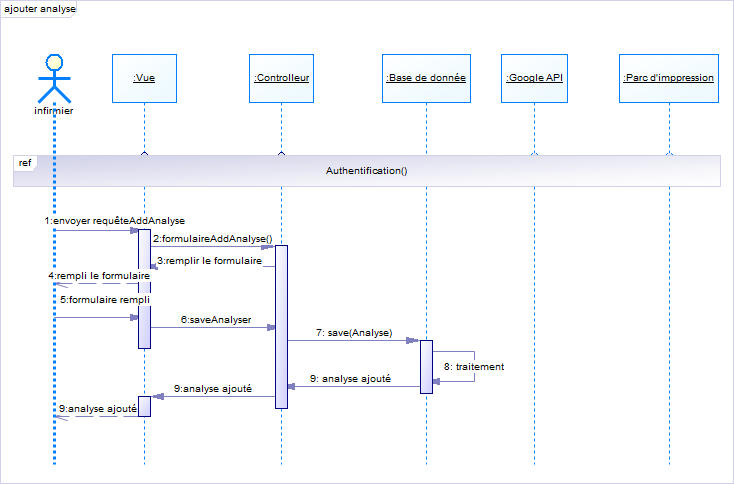 ajouter analyse
:Vue
:Controlleur
:Base de donnée
:Google API
:Parc d'imppression
infirmier
ref
Authentification()
1:envoyer requêteAddAnalyse
2:formulaireAddAnalyse()
3:remplir le formulaire
4:rempli le formulaire
5:formulaire rempli
6:saveAnalyser
7: save(Analyse)
8: traitement
9: analyse ajouté
9:analyse ajouté
9:analyse ajouté